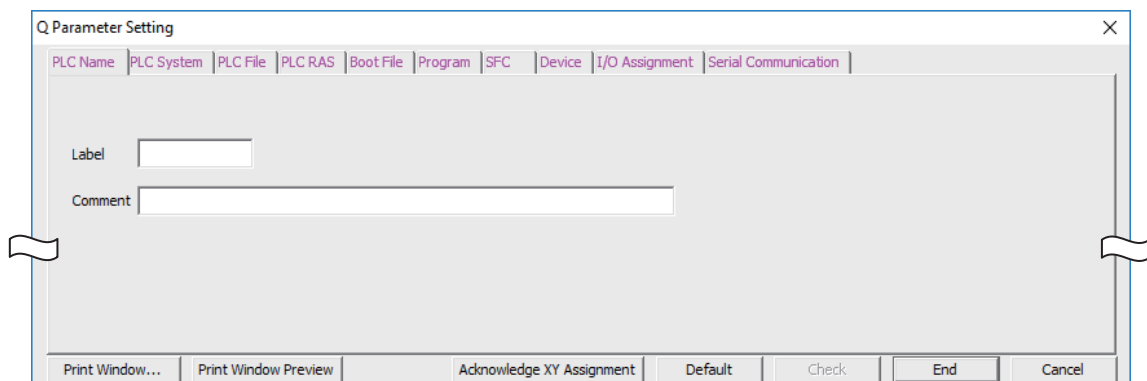 Q Parameter Setting
PLC Name PLC System PLC File PLC RAS Boot File Program SFC Device I/O Assignment Serial Communication
Label
Comment
Print Window... Print Window Preview Acknowledge XY Assignment Default Check End Cancel